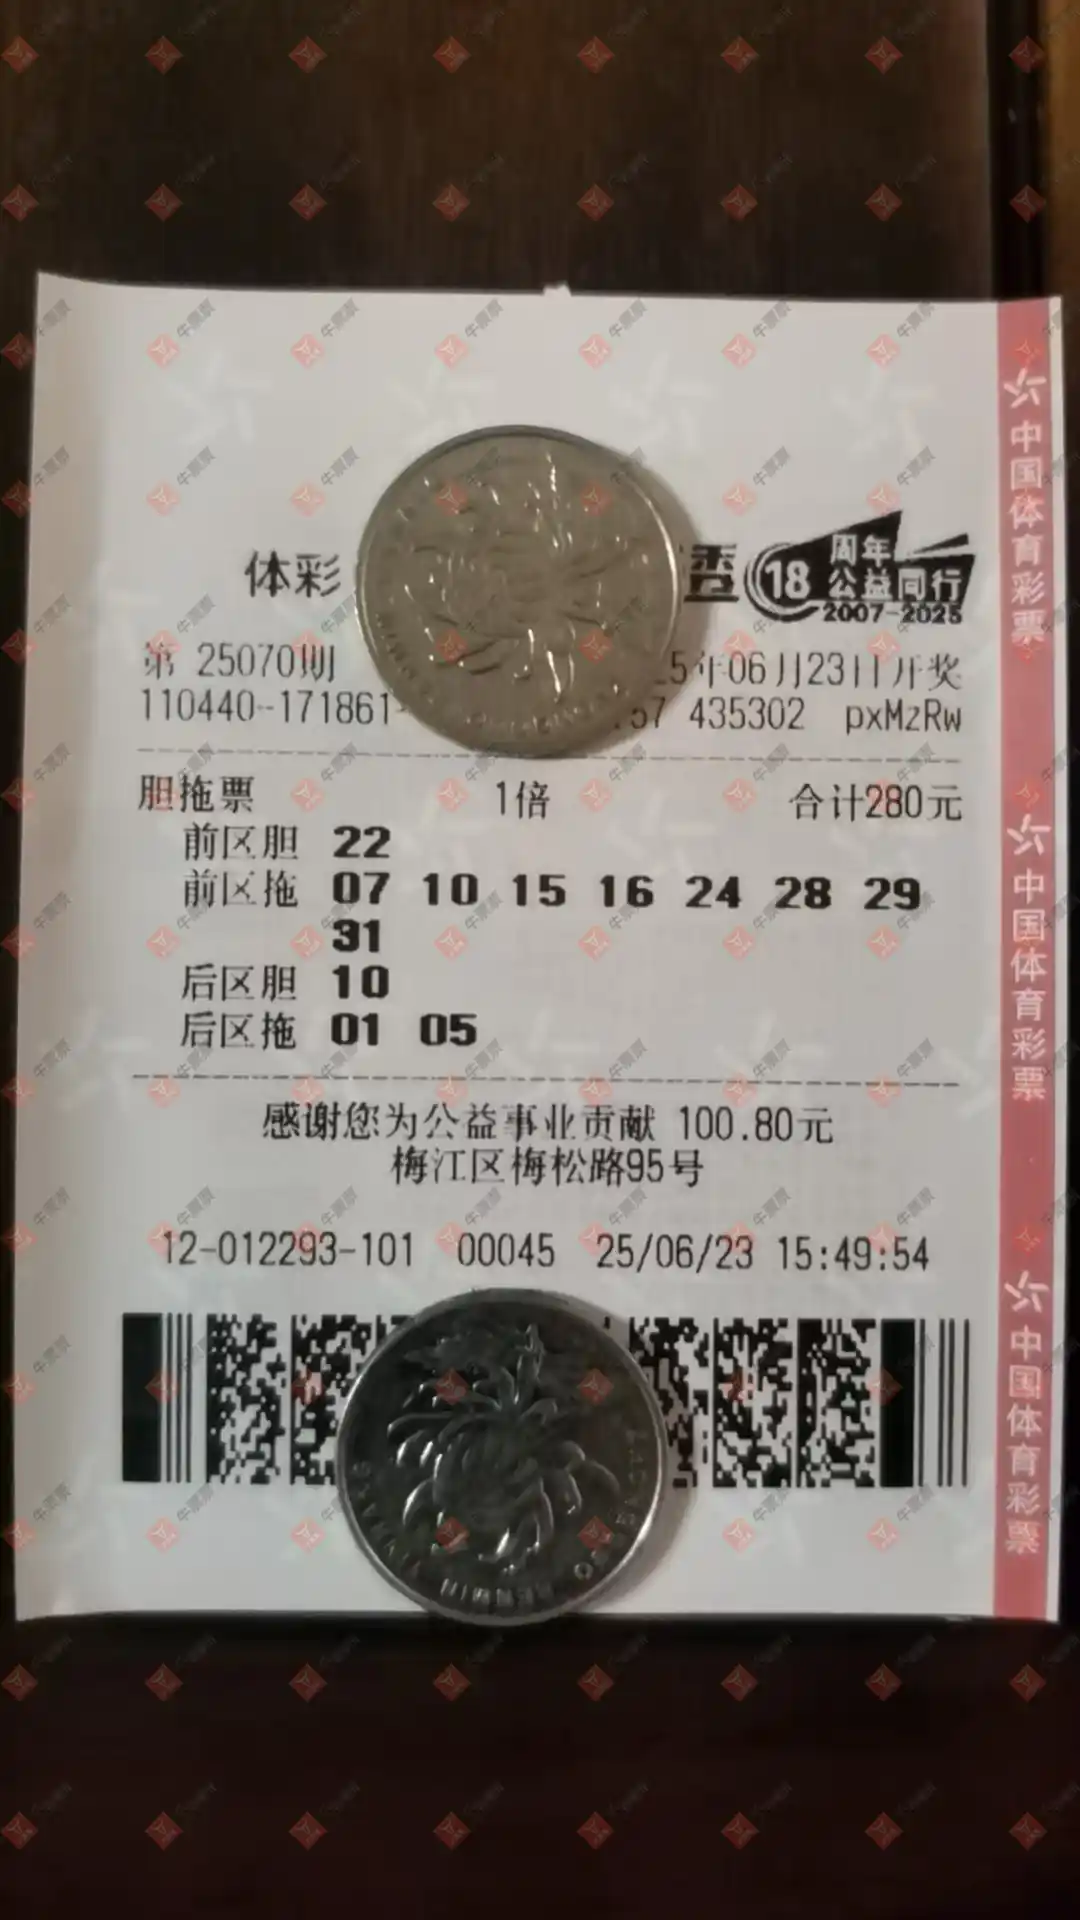 体彩
18 周年 公益同行
2007-2025
第 25070期 5年06月23日开奖
110440-171861- 57 435302 pxMzRw
胆拖票 1倍 合计280元
前区胆 22
前区拖 07 10 15 16 24 28 29
31
后区胆 10
后区拖 01 05
感谢您为公益事业贡献 100.80元
梅江区梅松路95号
12-012293-101 00045 25/06/23 15:49:54
中国体育彩票
中国体育彩票
中国体育彩票
牛票票